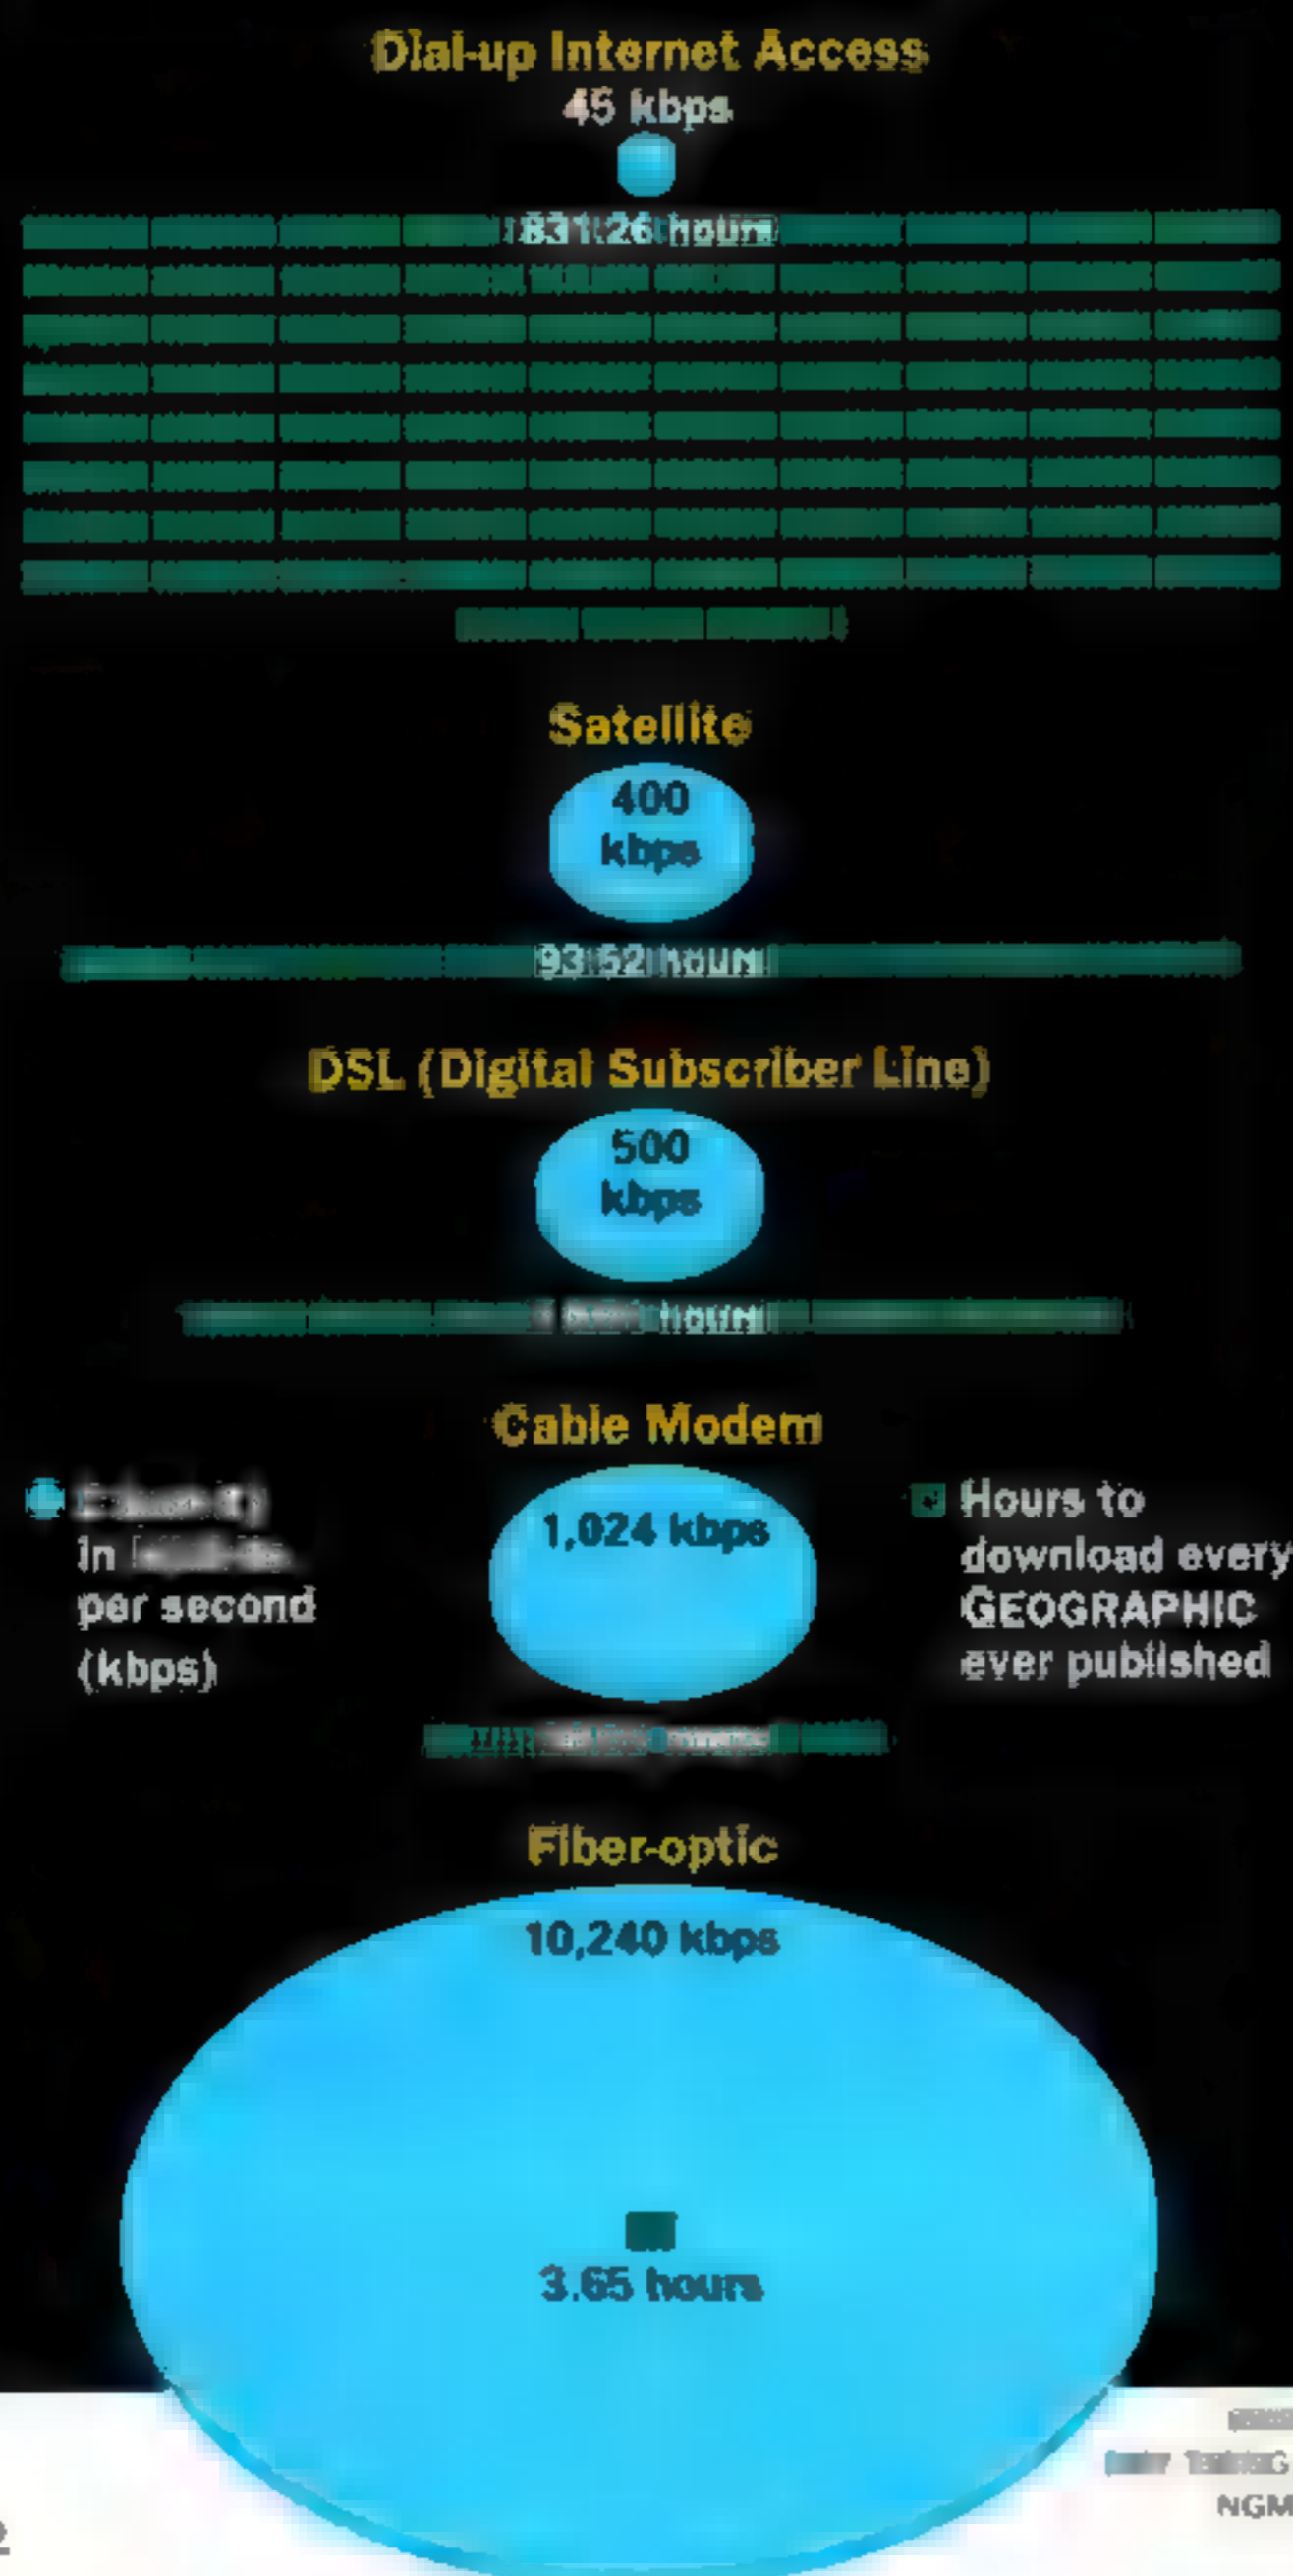 Dial-up Internet Access
45 kbps
831.26 hours
Satellite
400
kbps
93.52 hours
DSL (Digital Subscriber Line)
500
kbps
hours
Cable Modem
1,024 kbps
in
per second
(kbps)
Hours to
download every
GEOGRAPHIC
ever published
Fiber-optic
10,240 kbps
3.65 hours
NGM